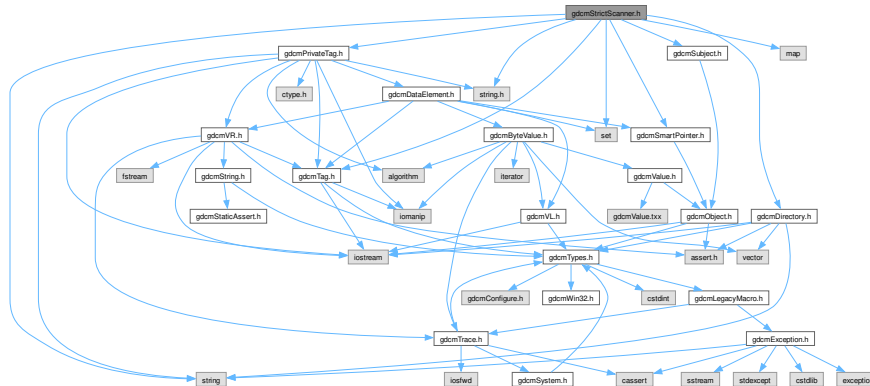 gdcmStrictScanner.h
gdcmPrivateTag.h
gdcmSubject.h
map
ctype.h
gdcmDataElement.h
string.h
gdcmVR.h
gdcmByteValue.h
set
gdcmSmartPointer.h
fstream
gdcmString.h
gdcmTag.h
algorithm
iterator
gdcmValue.h
gdcmStaticAssert.h
iomanip
gdcmVL.h
gdcmValue.txx
gdcmObject.h
gdcmDirectory.h
iostream
gdcmTypes.h
assert.h
vector
gdcmConfigure.h
gdcmWin32.h
cstdint
gdcmLegacyMacro.h
gdcmTrace.h
gdcmException.h
string
iosfwd
gdcmSystem.h
cassert
sstream
stdexcept
cstdlib
exception